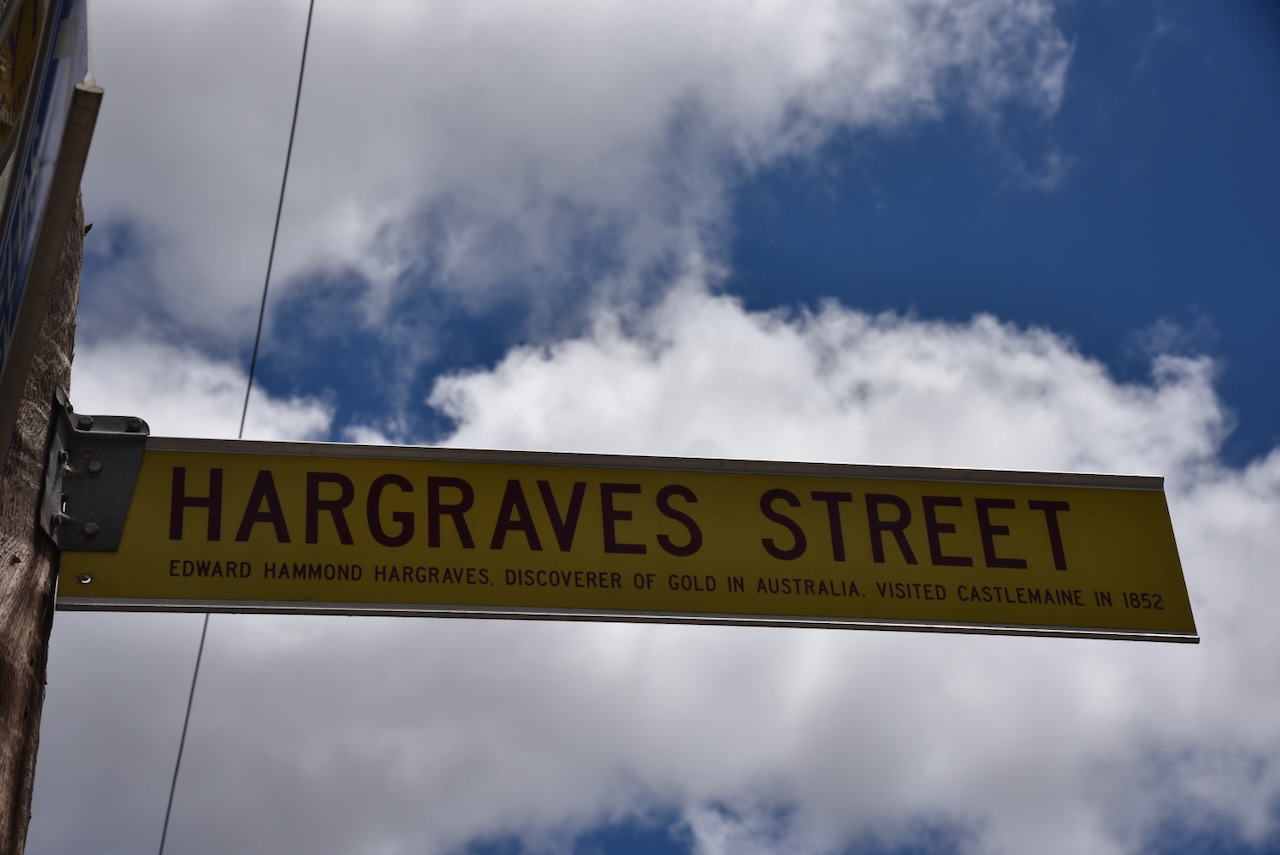 HARGRAVES STREET
EDWARD HAMMOND HARGRAVES, DISCOVERER OF GOLD IN AUSTRALIA, VISITED CASTLEMAINE IN 1852